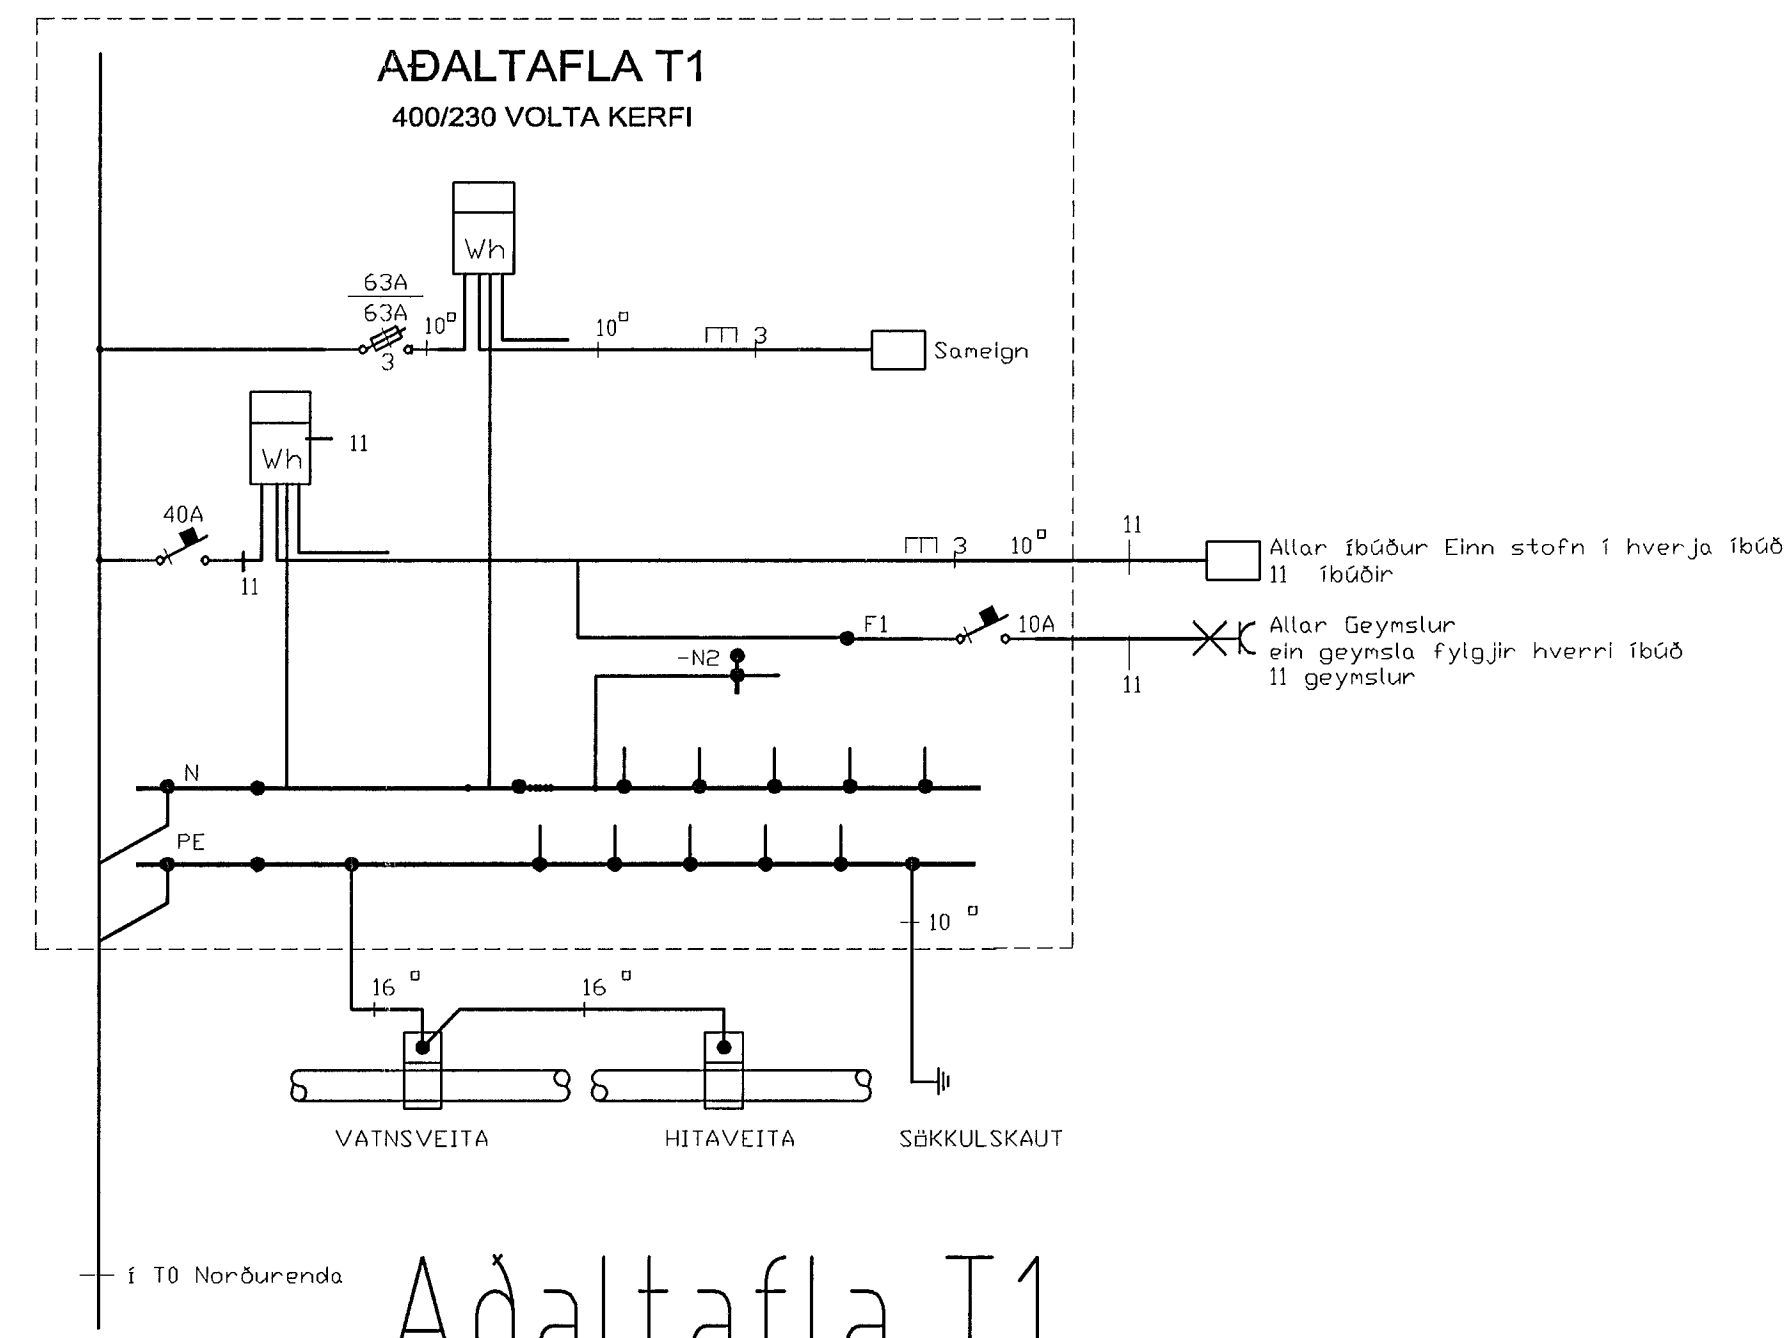 AÐALTAFLA T1
400/230 VOLTA KERFI
Wh
63A
63A
3
10□
10□
3
Sameign
Wh
11
40A
11
3
10□
11
Allar íbúður Einn stofn í hverja íbúð
11 íbúðir
F1
10A
11
Allar Geymslur
ein geymsla fylgjir hverri íbúð
11 geymslur
-N2
N
PE
10 □
16 □
16 □
VATNSVEITA
HITAVEITA
SÖKKULSKAUT
í T0 Norðurenda
Aðaltafla T1